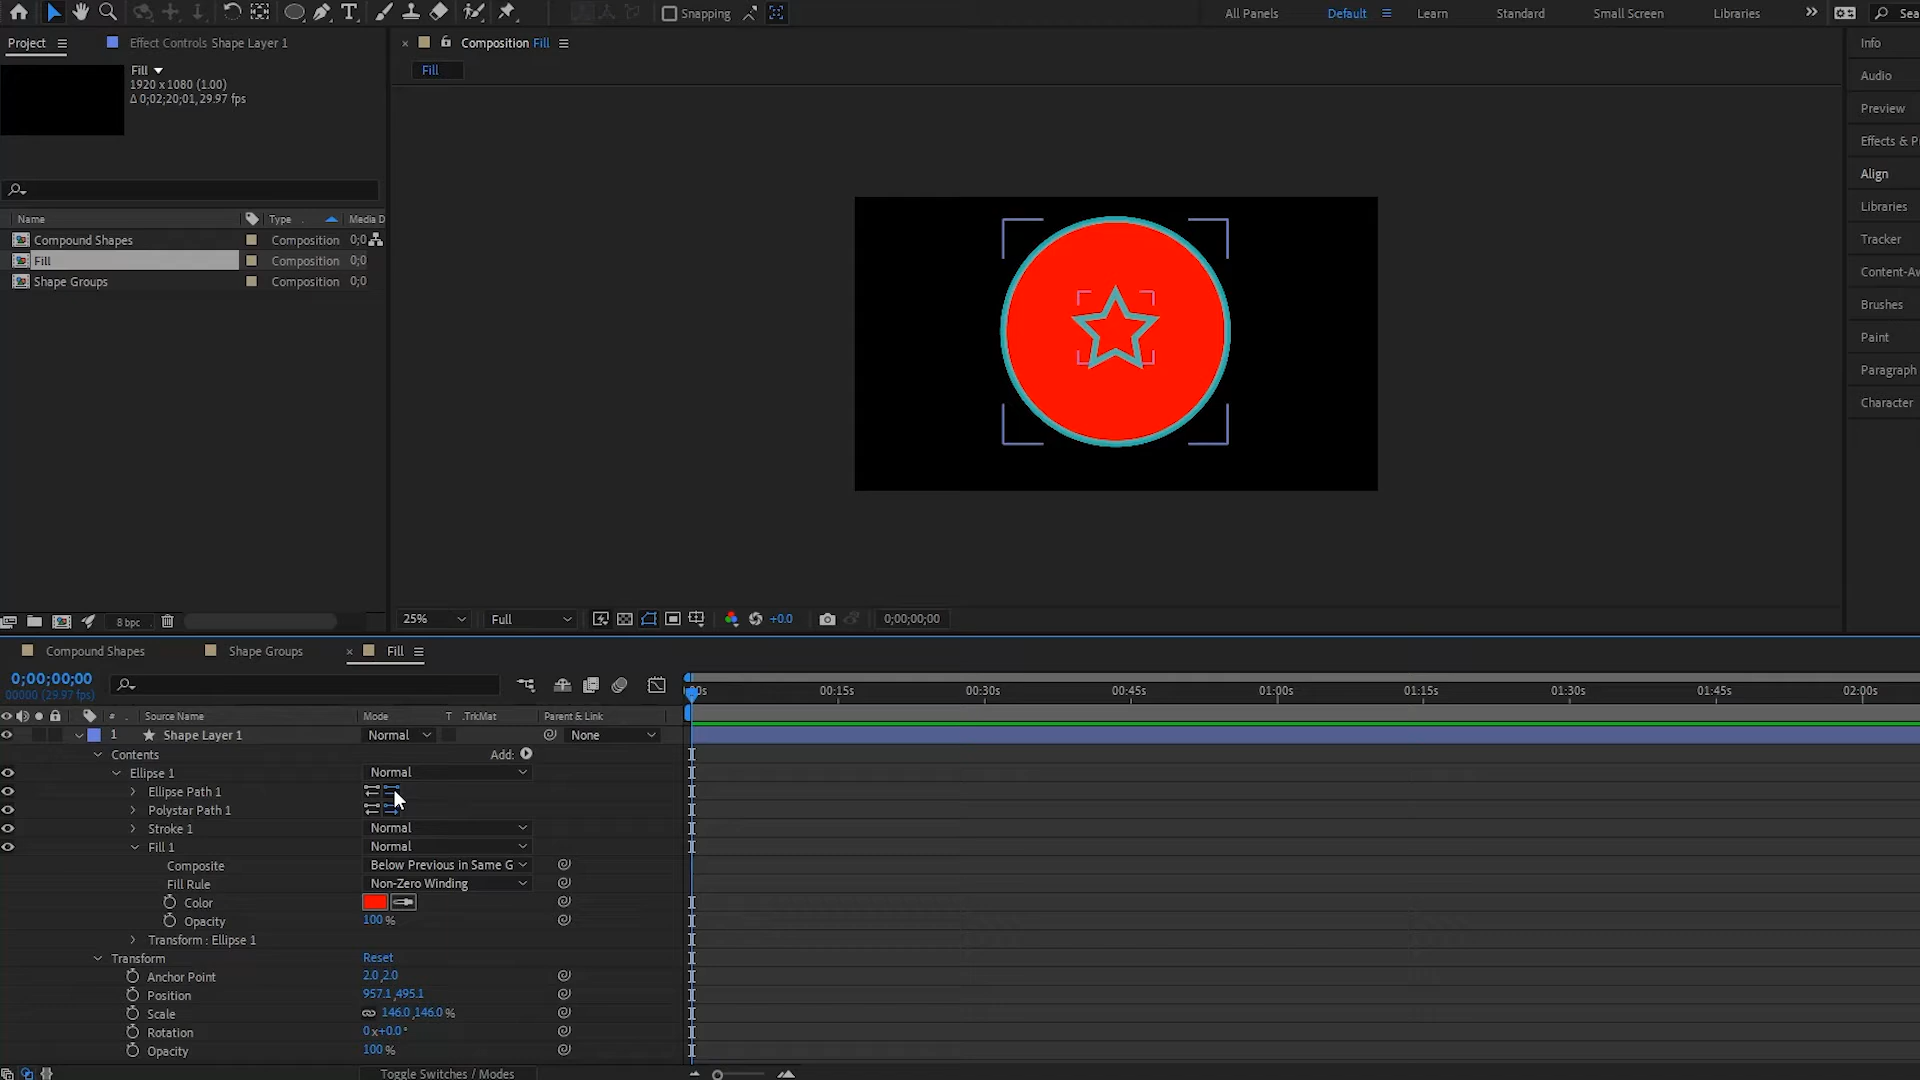 Snapping
All Panels
Default
Learn
Standard
Small Screen
Libraries
Sea
Project
Effect Controls Shape Layer 1
Composition Fill
Fill
Fill
1920 x 1080 (1.00)
Δ 0;02;20;01, 29.97 fps
Name
Type
Media D
Compound Shapes
Composition
0;0
Fill
Composition
0;0
Shape Groups
Composition
0;0
Info
Audio
Preview
Effects & P
Align
Libraries
Tracker
Content-Aw
Brushes
Paint
Paragraph
Character
8 bpc
25%
Full
+0.0
0;00;00;00
Compound Shapes
Shape Groups
Fill
0;00;00;00
00000 (29.97 fps)
00s
00:15s
00:30s
00:45s
01:00s
01:15s
01:30s
01:45s
02:00s
#
Source Name
Mode
T .TrkMat
Parent & Link
1
Shape Layer 1
Normal
None
Contents
Add:
Ellipse 1
Normal
Ellipse Path 1
Polystar Path 1
Stroke 1
Normal
Fill 1
Normal
Composite
Below Previous in Same G
Fill Rule
Non-Zero Winding
Color
Opacity
100 %
Transform : Ellipse 1
Transform
Reset
Anchor Point
2.0,2.0
Position
957.1,495.1
Scale
146.0,146.0 %
Rotation
0x+0.0°
Opacity
100 %
Toggle Switches / Modes